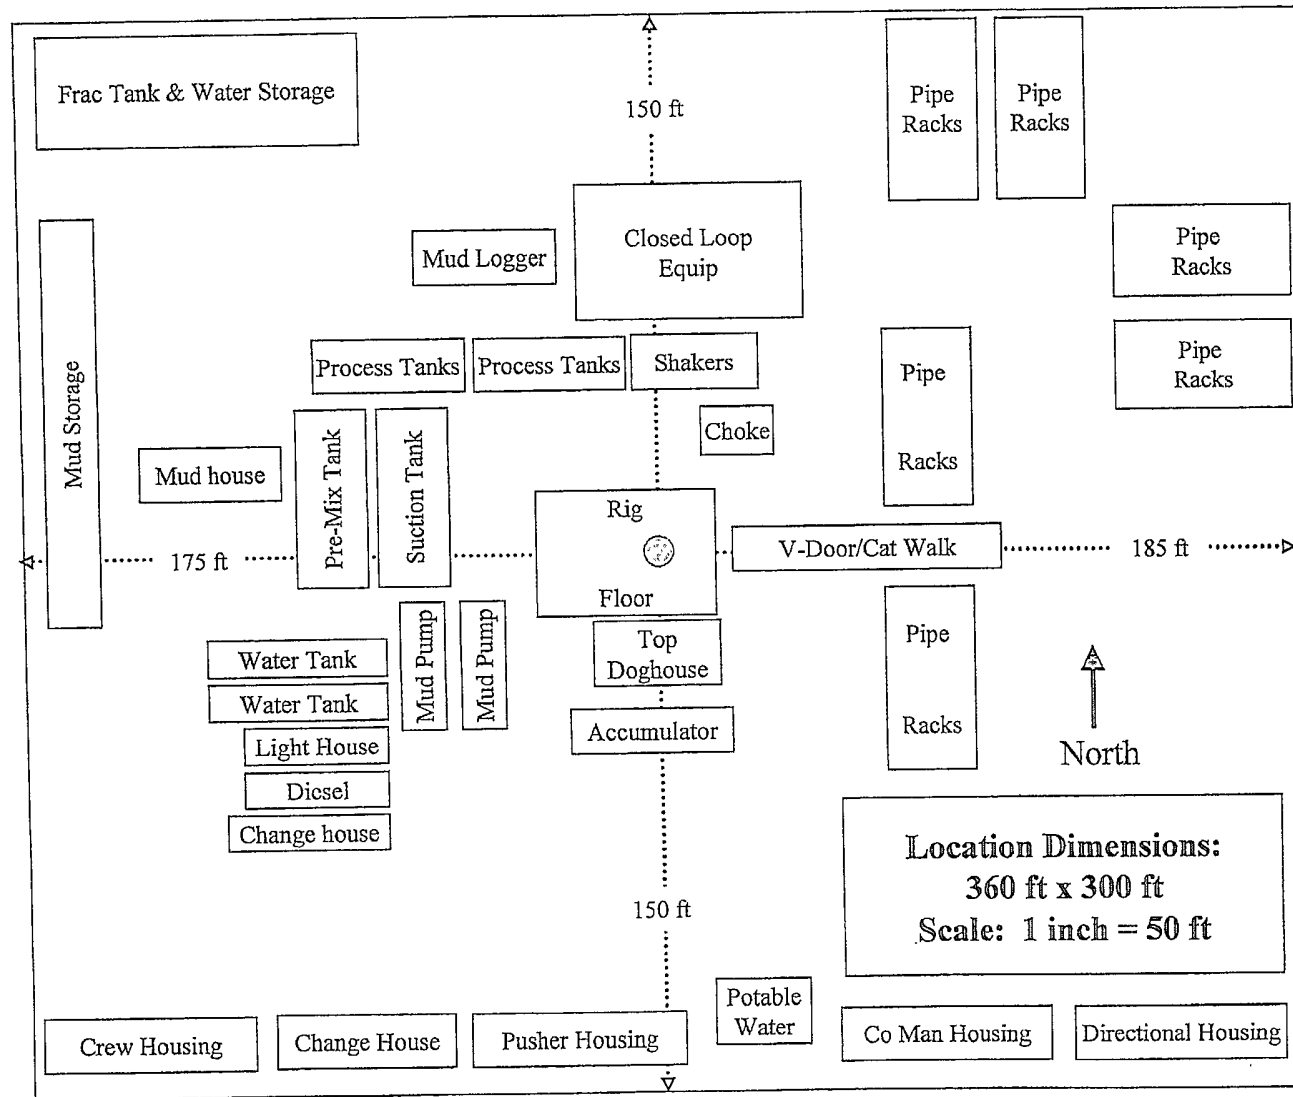 Frac Tank & Water Storage
150 ft
Pipe
Racks
Pipe
Racks
Mud Logger
Closed Loop
Equip
Pipe
Racks
Process Tanks
Process Tanks
Shakers
Pipe
Racks
Pipe
Racks
Mud Storage
Mud house
Pre-Mix Tank
Suction Tank
Choke
Rig
Floor
175 ft
V-Door/Cat Walk
185 ft
Water Tank
Water Tank
Light House
Diesel
Change house
Mud Pump
Mud Pump
Top
Doghouse
Accumulator
Pipe
Racks
North
Location Dimensions:
360 ft x 300 ft
Scale: 1 inch = 50 ft
150 ft
Crew Housing
Change House
Pusher Housing
Potable
Water
Co Man Housing
Directional Housing